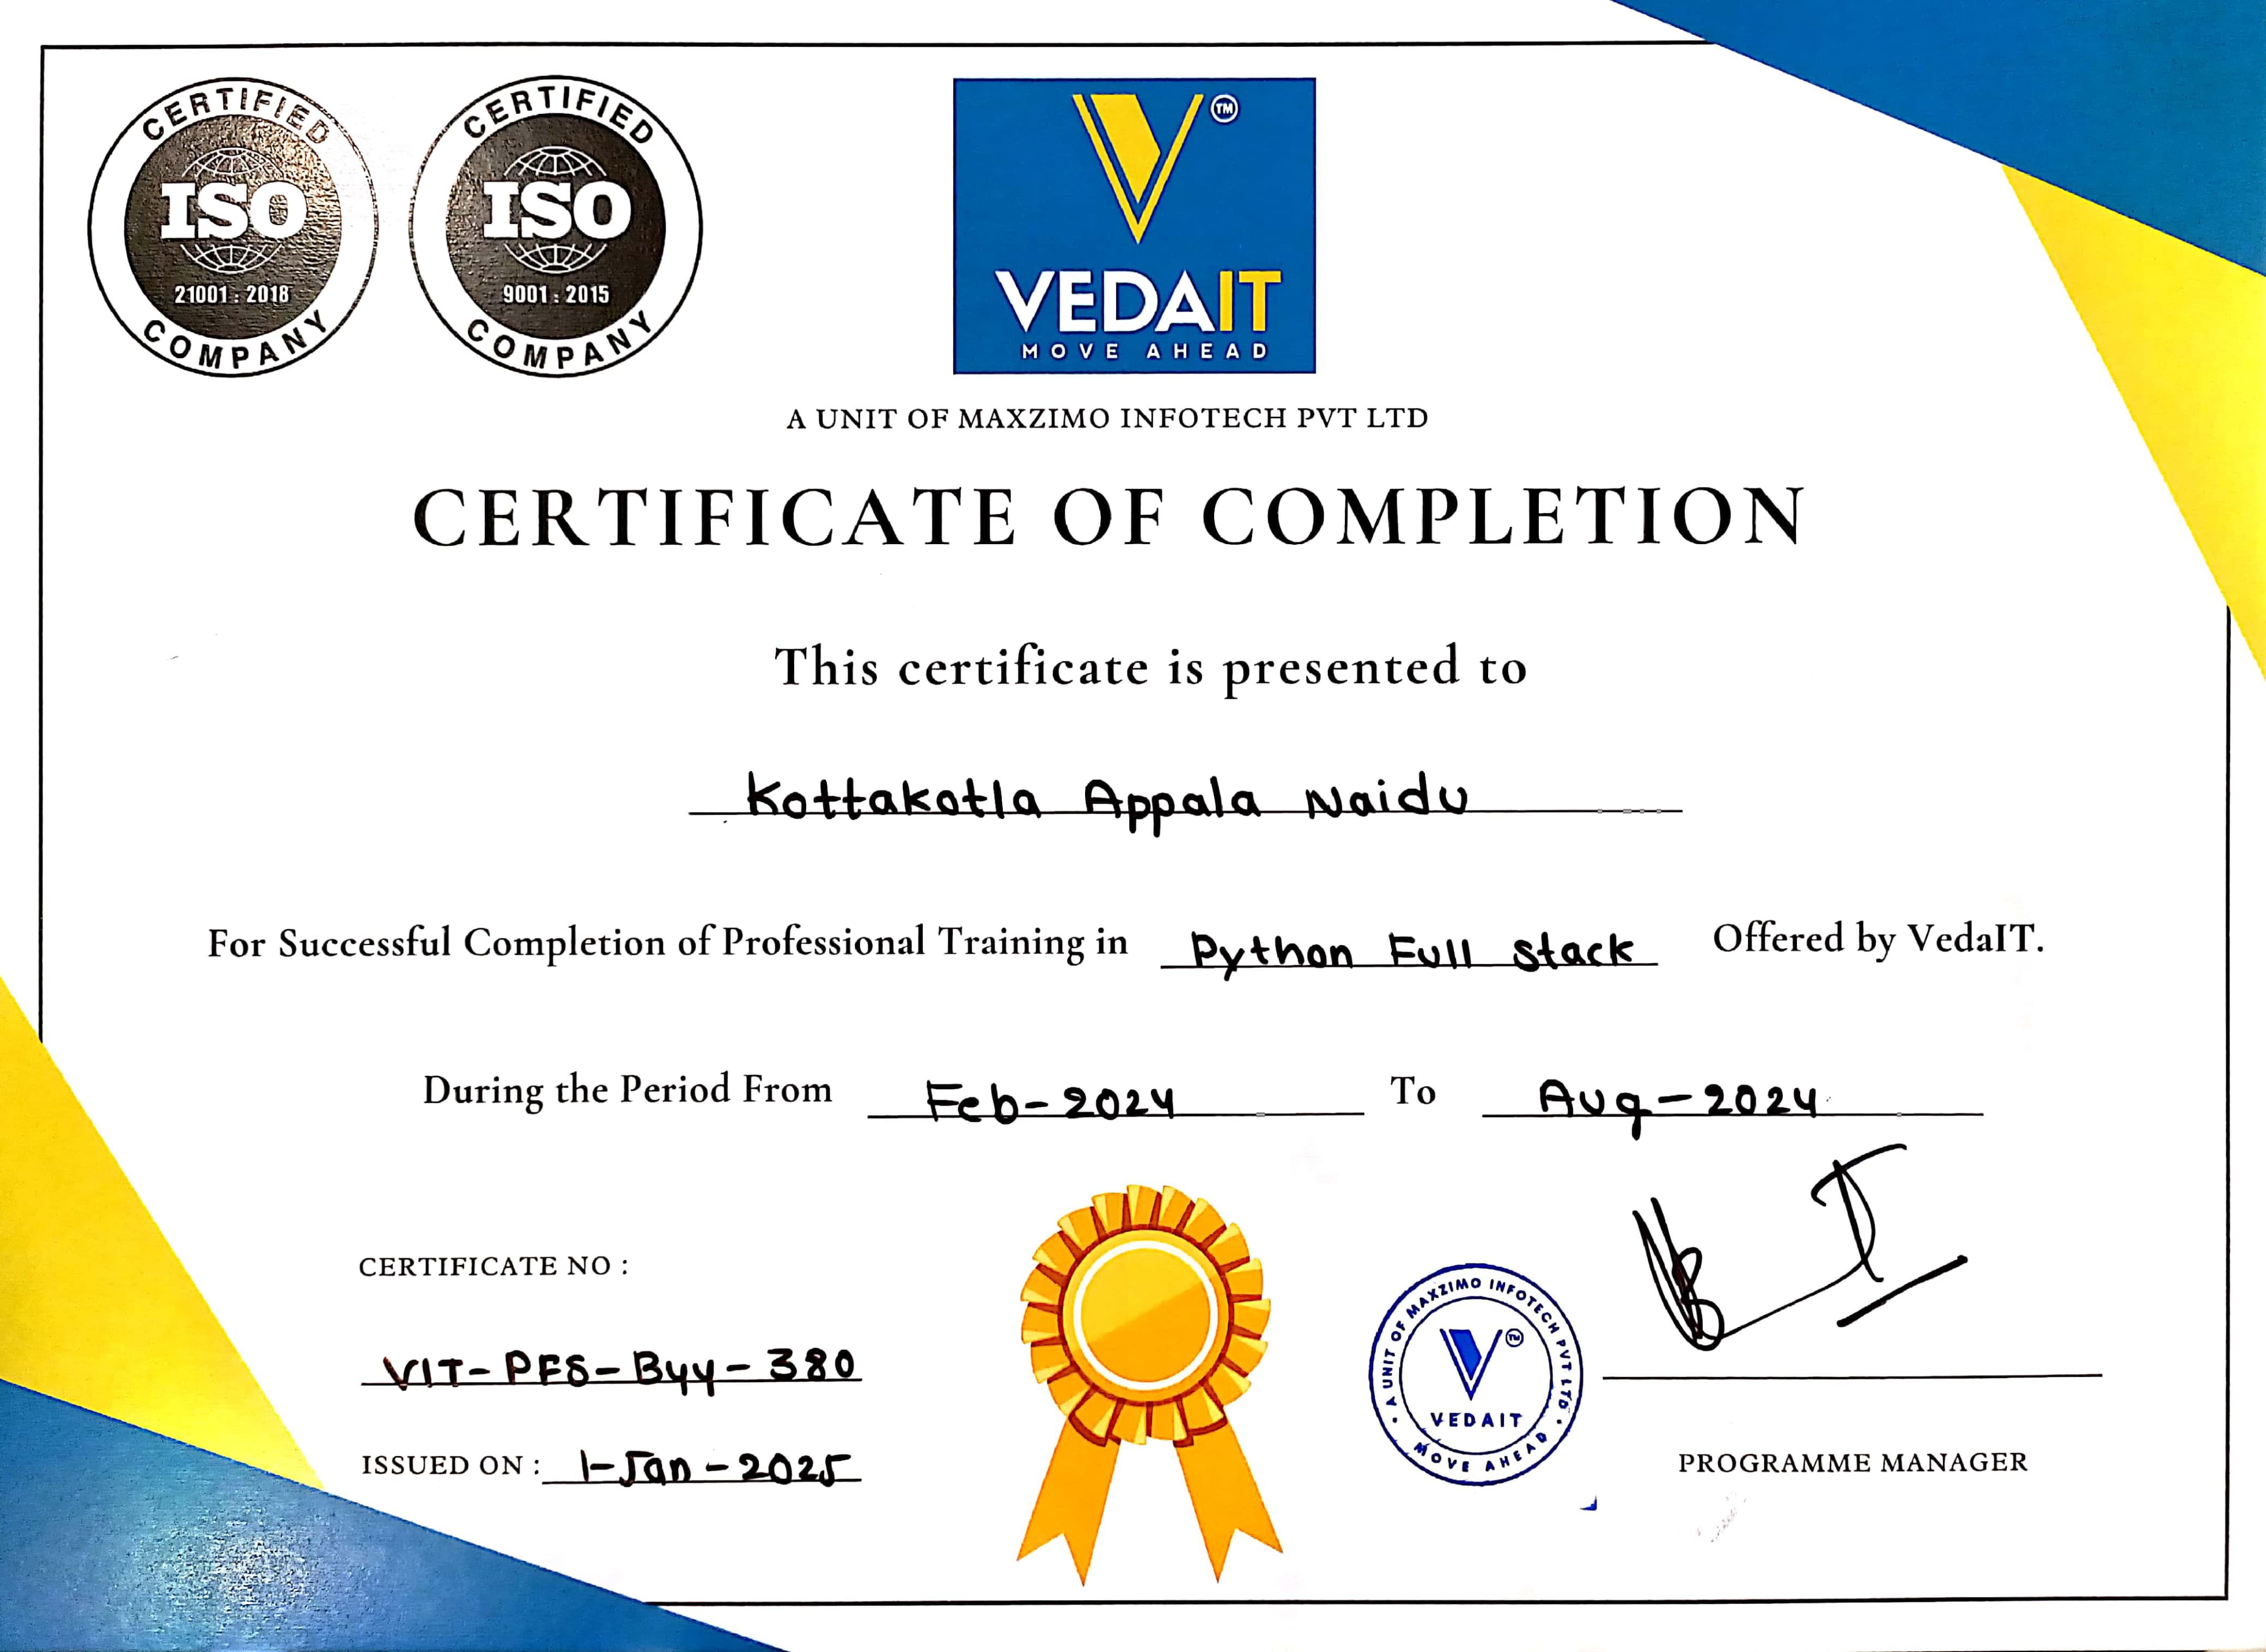 CERTIFIED
ISO
21001 : 2018
COMPANY
CERTIFIED
ISO
9001 : 2015
COMPANY
V TM
VEDAIT
MOVE AHEAD
A UNIT OF MAXZIMO INFOTECH PVT LTD
CERTIFICATE OF COMPLETION
This certificate is presented to
Kottakotla Appala Naidu
For Successful Completion of Professional Training in Python Full Stack Offered by VedaIT.
During the Period From Feb-2024 To Aug-2024
CERTIFICATE NO :
VIT-PFS-B44-380
ISSUED ON : 1-Jan-2025
A UNIT OF MAXZIMO INFOTECH PVT LTD
V TM
VEDAIT
MOVE AHEAD
PROGRAMME MANAGER